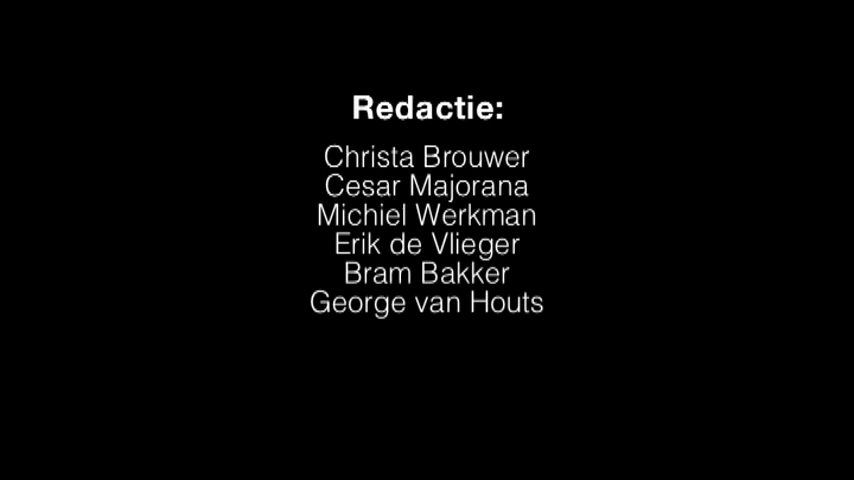 Redactie:
Christa Brouwer
Cesar Majorana
Michiel Werkman
Erik de Vlieger
Bram Bakker
George van Houts